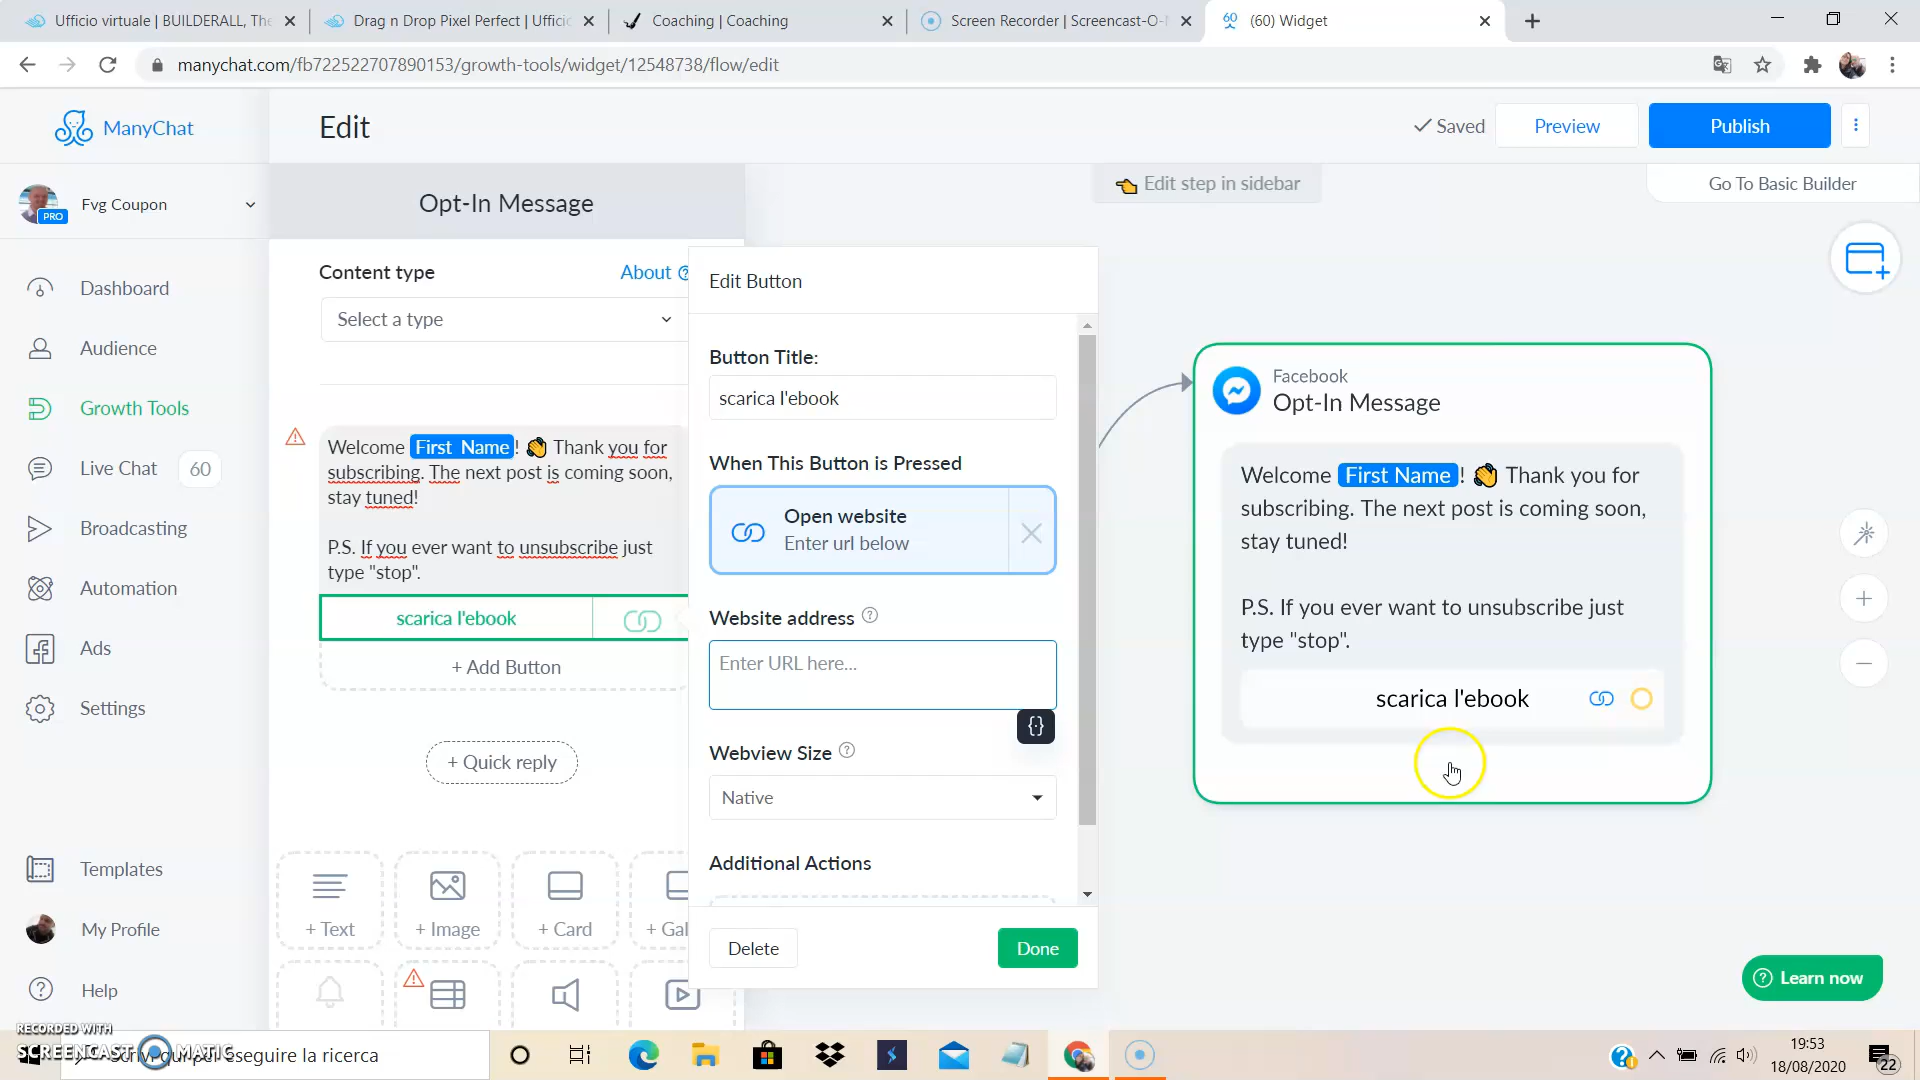 Ufficio virtuale | BUILDERALL, The
Drag n Drop Pixel Perfect | Uffici
Coaching | Coaching
Screen Recorder | Screencast-O-
(60) Widget
manychat.com/fb722522707890153/growth-tools/widget/12548738/flow/edit
ManyChat
Edit
Saved
Preview
Publish
Fvg Coupon
PRO
Opt-In Message
Edit step in sidebar
Go To Basic Builder
Dashboard
Audience
Growth Tools
Live Chat 60
Broadcasting
Automation
Ads
Settings
Templates
My Profile
Help
Content type
About
Select a type
Welcome First Name! 👋 Thank you for
subscribing. The next post is coming soon,
stay tuned!
P.S. If you ever want to unsubscribe just
type "stop".
scarica l'ebook
+ Add Button
+ Quick reply
+ Text
+ Image
+ Card
+ Gal
Edit Button
Button Title:
scarica l'ebook
When This Button is Pressed
Open website
Enter url below
Website address
Enter URL here...
{}
Webview Size
Native
Additional Actions
Delete
Done
Facebook
Opt-In Message
Welcome First Name! 👋 Thank you for
subscribing. The next post is coming soon,
stay tuned!
P.S. If you ever want to unsubscribe just
type "stop".
scarica l'ebook
Learn now
RECORDED WITH
SCREENCAST MATIC
Scrivi qui per eseguire la ricerca
19:53
18/08/2020
22